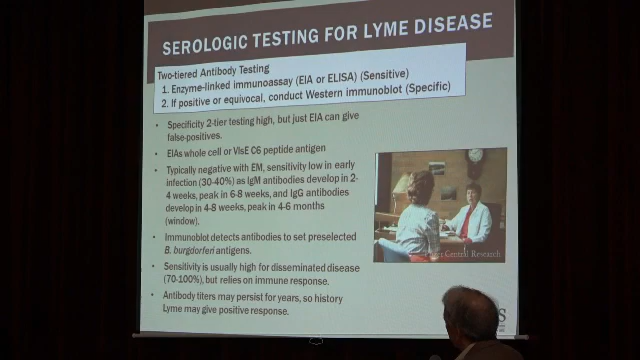 SEROLOGIC TESTING FOR LYME DISEASE
Two-tiered Antibody Testing
1. Enzyme-linked immunoassay (EIA or ELISA) (Sensitive)
2. If positive or equivocal, conduct Western immunoblot (Specific)
• Specificity 2-tier testing high, but just EIA can give
false-positives.
• EIAs whole cell or VlsE C6 peptide antigen
• Typically negative with EM, sensitivity low in early
infection (30-40%) as IgM antibodies develop in 2-
4 weeks, peak in 6-8 weeks, and IgG antibodies
develop in 4-8 weeks, peak in 4-6 months
(window).
• Immunoblot detects antibodies to set preselected
B. burgdorferi antigens.
• Sensitivity is usually high for disseminated disease
(70-100%), but relies on immune response.
• Antibody titers may persist for years, so history
Lyme may give positive response.
Central Research